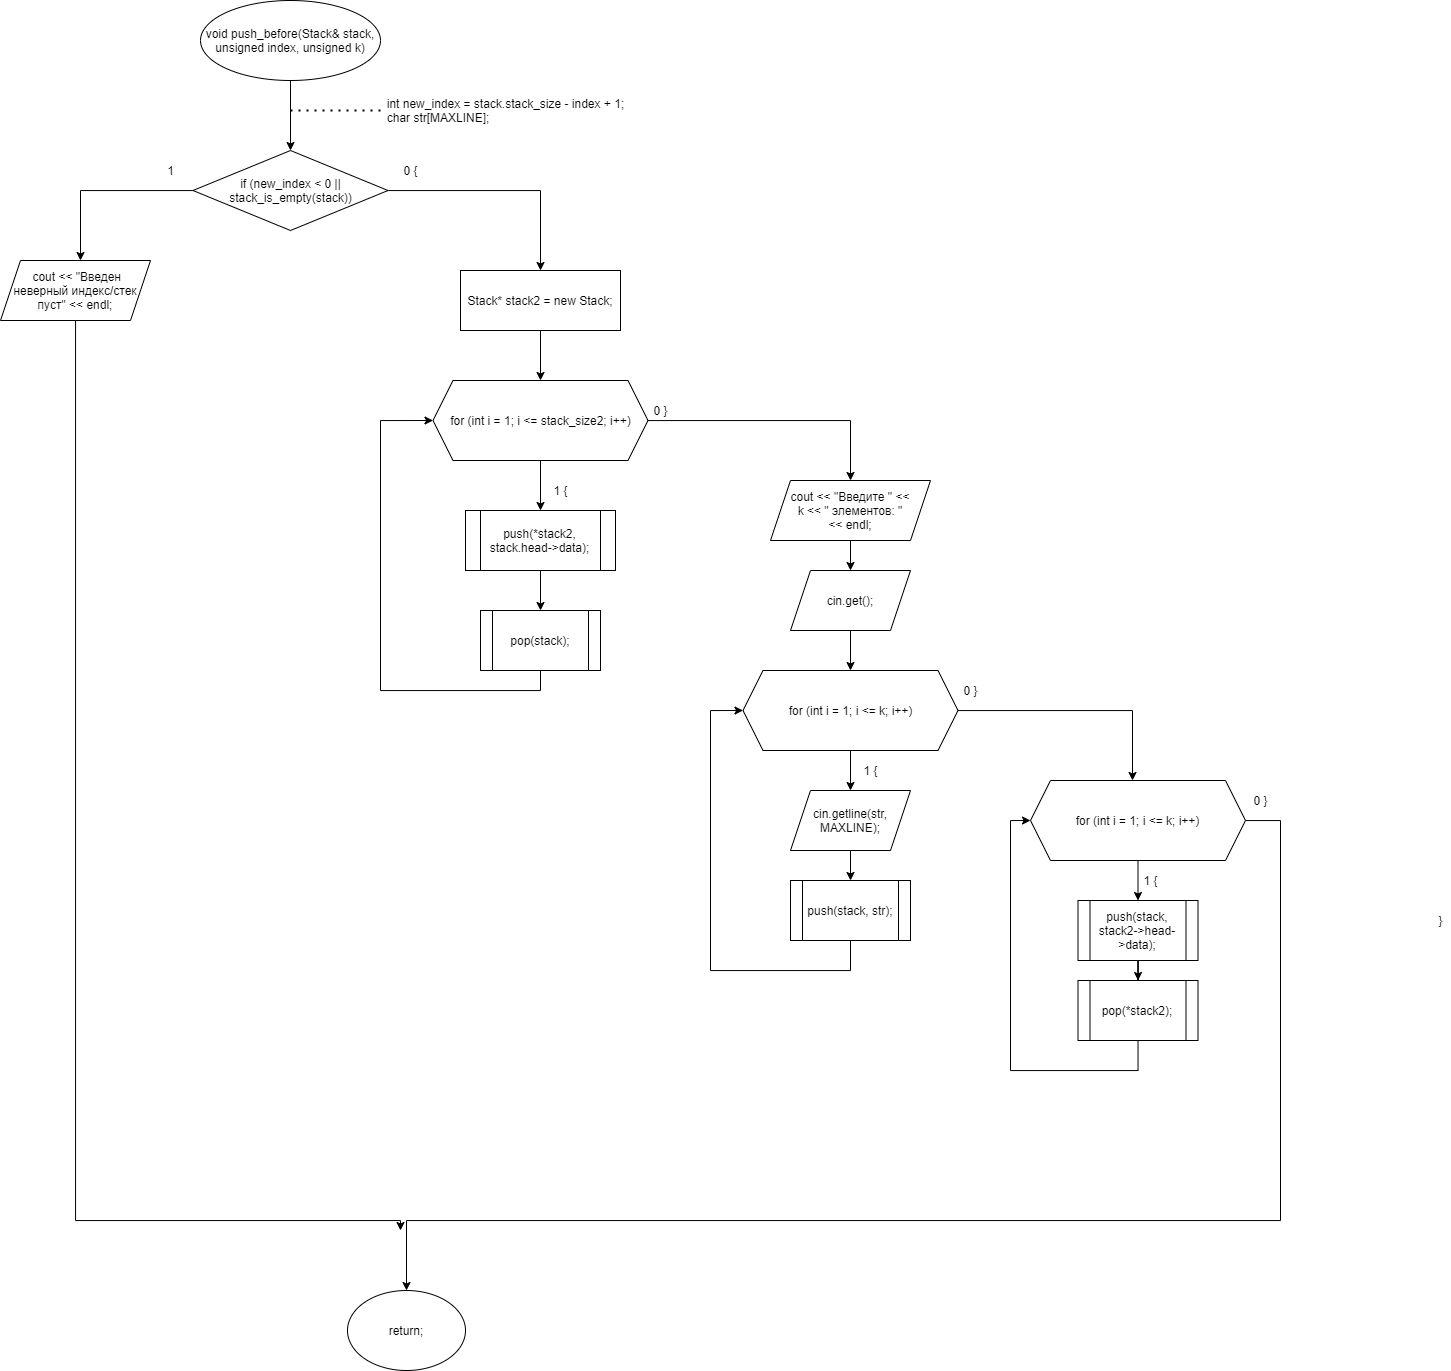 void push_before(Stack& stack,
unsigned index, unsigned k)
int new_index = stack.stack_size - index + 1;
char str[MAXLINE];
1
0 {
if (new_index < 0 ||
stack_is_empty(stack))
cout << "Введен
неверный индекс/стек
пуст" << endl;
Stack* stack2 = new Stack;
for (int i = 1; i <= stack_size2; i++)
0 }
1 {
push(*stack2,
stack.head->data);
pop(stack);
cout << "Введите " <<
k << " элементов: "
<< endl;
cin.get();
for (int i = 1; i <= k; i++)
0 }
1 {
cin.getline(str,
MAXLINE);
push(stack, str);
for (int i = 1; i <= k; i++)
0 }
1 {
push(stack,
stack2->head-
>data);
pop(*stack2);
}
return;